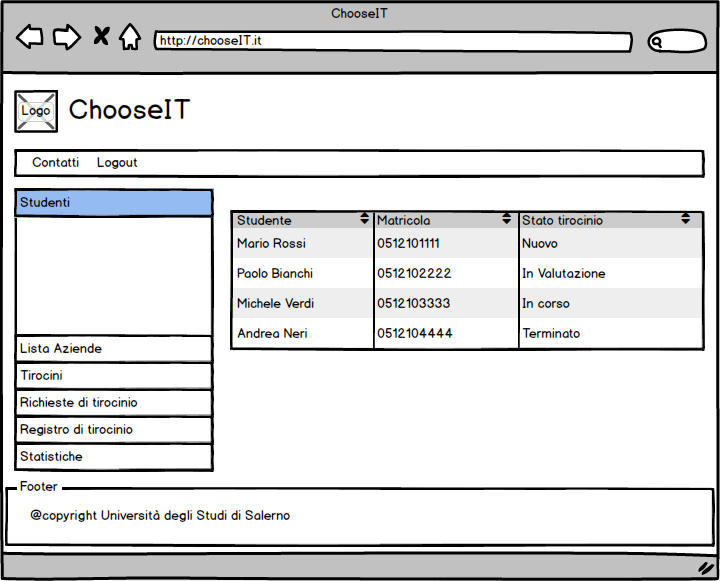 ChooseIT
http://chooseIT.it
Logo
ChooseIT
Contatti Logout
Studenti
Lista Aziende
Tirocini
Richieste di tirocinio
Registro di tirocinio
Statistiche
Studente Matricola Stato tirocinio
Mario Rossi 0512101111 Nuovo
Paolo Bianchi 0512102222 In Valutazione
Michele Verdi 0512103333 In corso
Andrea Neri 0512104444 Terminato
Footer
@copyright Università degli Studi di Salerno